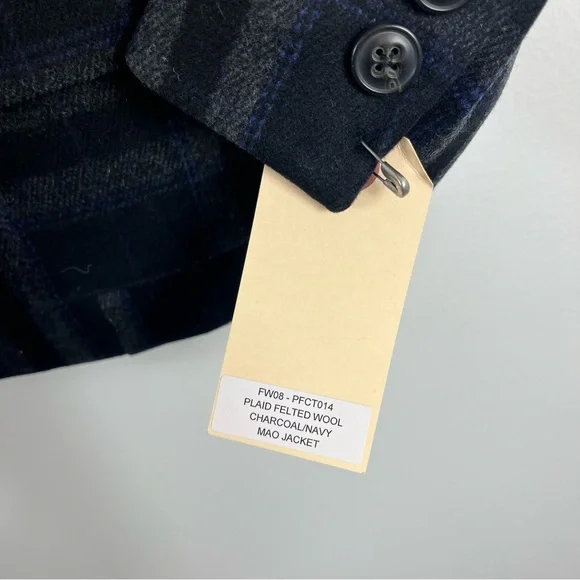 FW08 - PFCT014
PLAID FELTED WOOL
CHARCOAL/NAVY
MAO JACKET